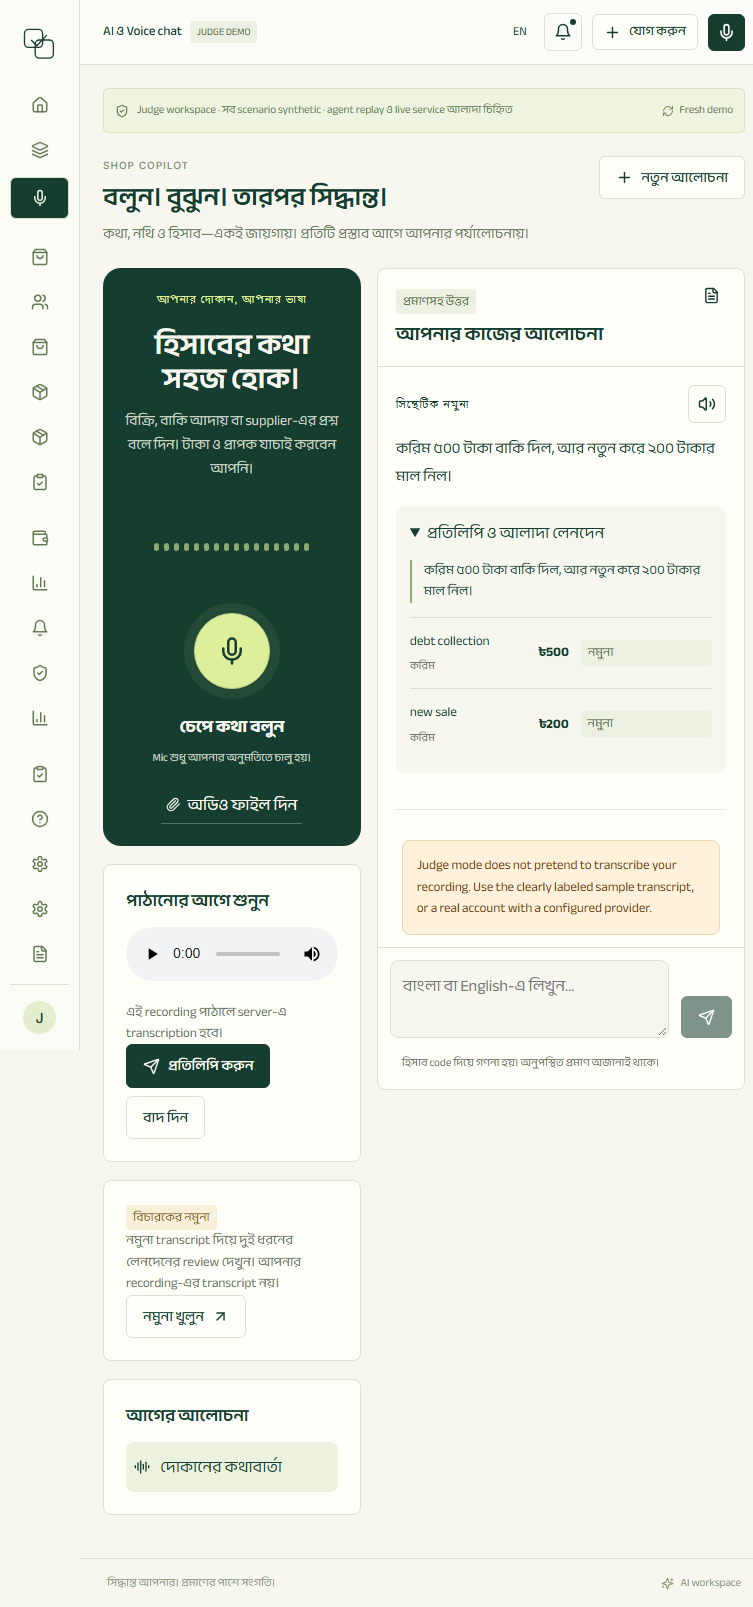 AI ও Voice chat
JUDGE DEMO
EN
যোগ করুন
Judge workspace · সব scenario synthetic · agent replay ও live service আলাদা চিহ্নিত
Fresh demo
SHOP COPILOT
বলুন। বুঝুন। তারপর সিদ্ধান্ত।
কথা, নথি ও হিসাব—একই জায়গায়। প্রতিটি প্রস্তাব আগে আপনার পর্যালোচনায়।
নতুন আলোচনা
আপনার দোকান, আপনার ভাষা
হিসাবের কথা
সহজ হোক।
বিক্রি, বাকি আদায় বা supplier-এর প্রশ্ন
বলে দিন। টাকা ও প্রাপক যাচাই করবেন
আপনি।
চেপে কথা বলুন
Mic শুধু আপনার অনুমতিতে চালু হয়।
অডিও ফাইল দিন
পাঠানোর আগে শুনুন
0:00
এই recording পাঠালে server-এ
transcription হবে।
প্রতিলিপি করুন
বাদ দিন
বিচারকের নমুনা
নমুনা transcript দিয়ে দুই ধরনের
লেনদেনের review দেখুন। আপনার
recording-এর transcript নয়।
নমুনা খুলুন
আগের আলোচনা
দোকানের কথাবার্তা
প্রমাণসহ উত্তর
আপনার কাজের আলোচনা
সিন্থেটিক নমুনা
করিম ৫০০ টাকা বাকি দিল, আর নতুন করে ২০০ টাকার
মাল নিল।
প্রতিলিপি ও আলাদা লেনদেন
করিম ৫০০ টাকা বাকি দিল, আর নতুন করে ২০০ টাকার
মাল নিল।
debt collection
করিম
৳500
নমুনা
new sale
করিম
৳200
নমুনা
Judge mode does not pretend to transcribe your
recording. Use the clearly labeled sample transcript,
or a real account with a configured provider.
বাংলা বা English-এ লিখুন...
হিসাব code দিয়ে গণনা হয়। অনুপস্থিত প্রমাণ অজানাই থাকে।
J
সিদ্ধান্ত আপনার। প্রমাণের পাশে সংগতি।
AI workspace